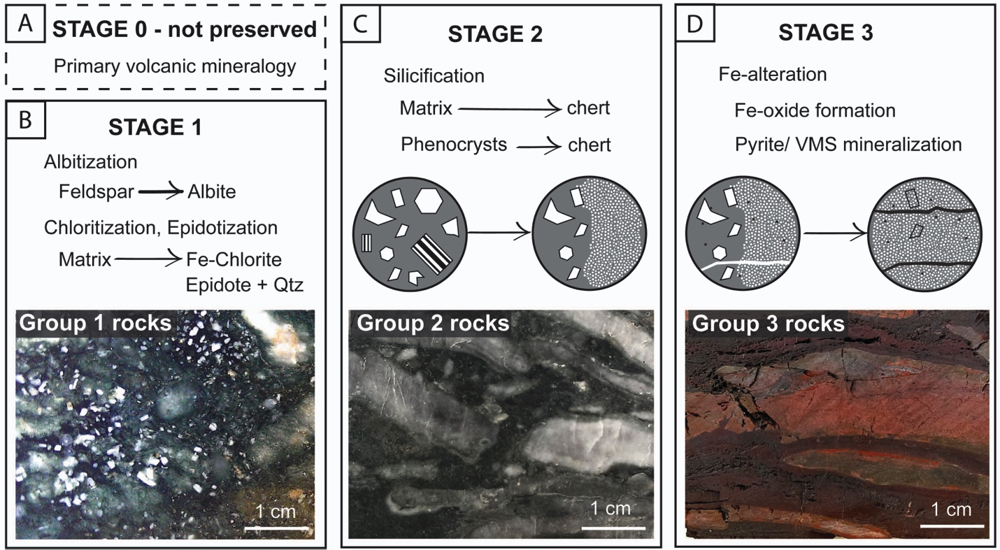 A
STAGE 0 - not preserved
Primary volcanic mineralogy
B
STAGE 1
Albitization
Feldspar → Albite
Chloritization, Epidotization
Matrix → Fe-Chlorite
Epidote + Qtz
Group 1 rocks
1 cm
C
STAGE 2
Silicification
Matrix → chert
Phenocrysts → chert
Group 2 rocks
1 cm
D
STAGE 3
Fe-alteration
Fe-oxide formation
Pyrite/ VMS mineralization
Group 3 rocks
1 cm